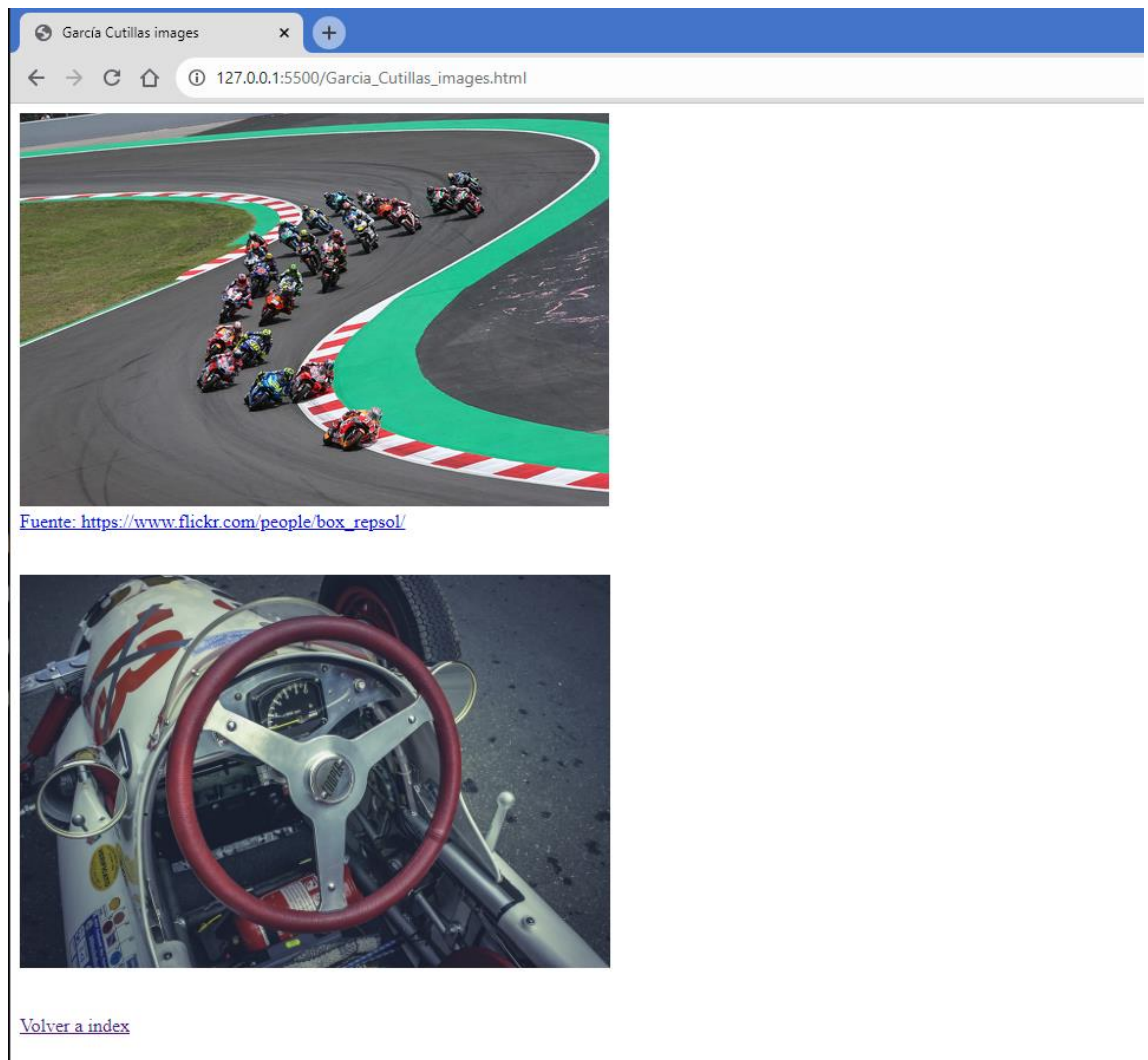 García Cutillas images
127.0.0.1:5500/Garcia_Cutillas_images.html
Fuente: https://www.flickr.com/people/box_repsol/
Volver a index